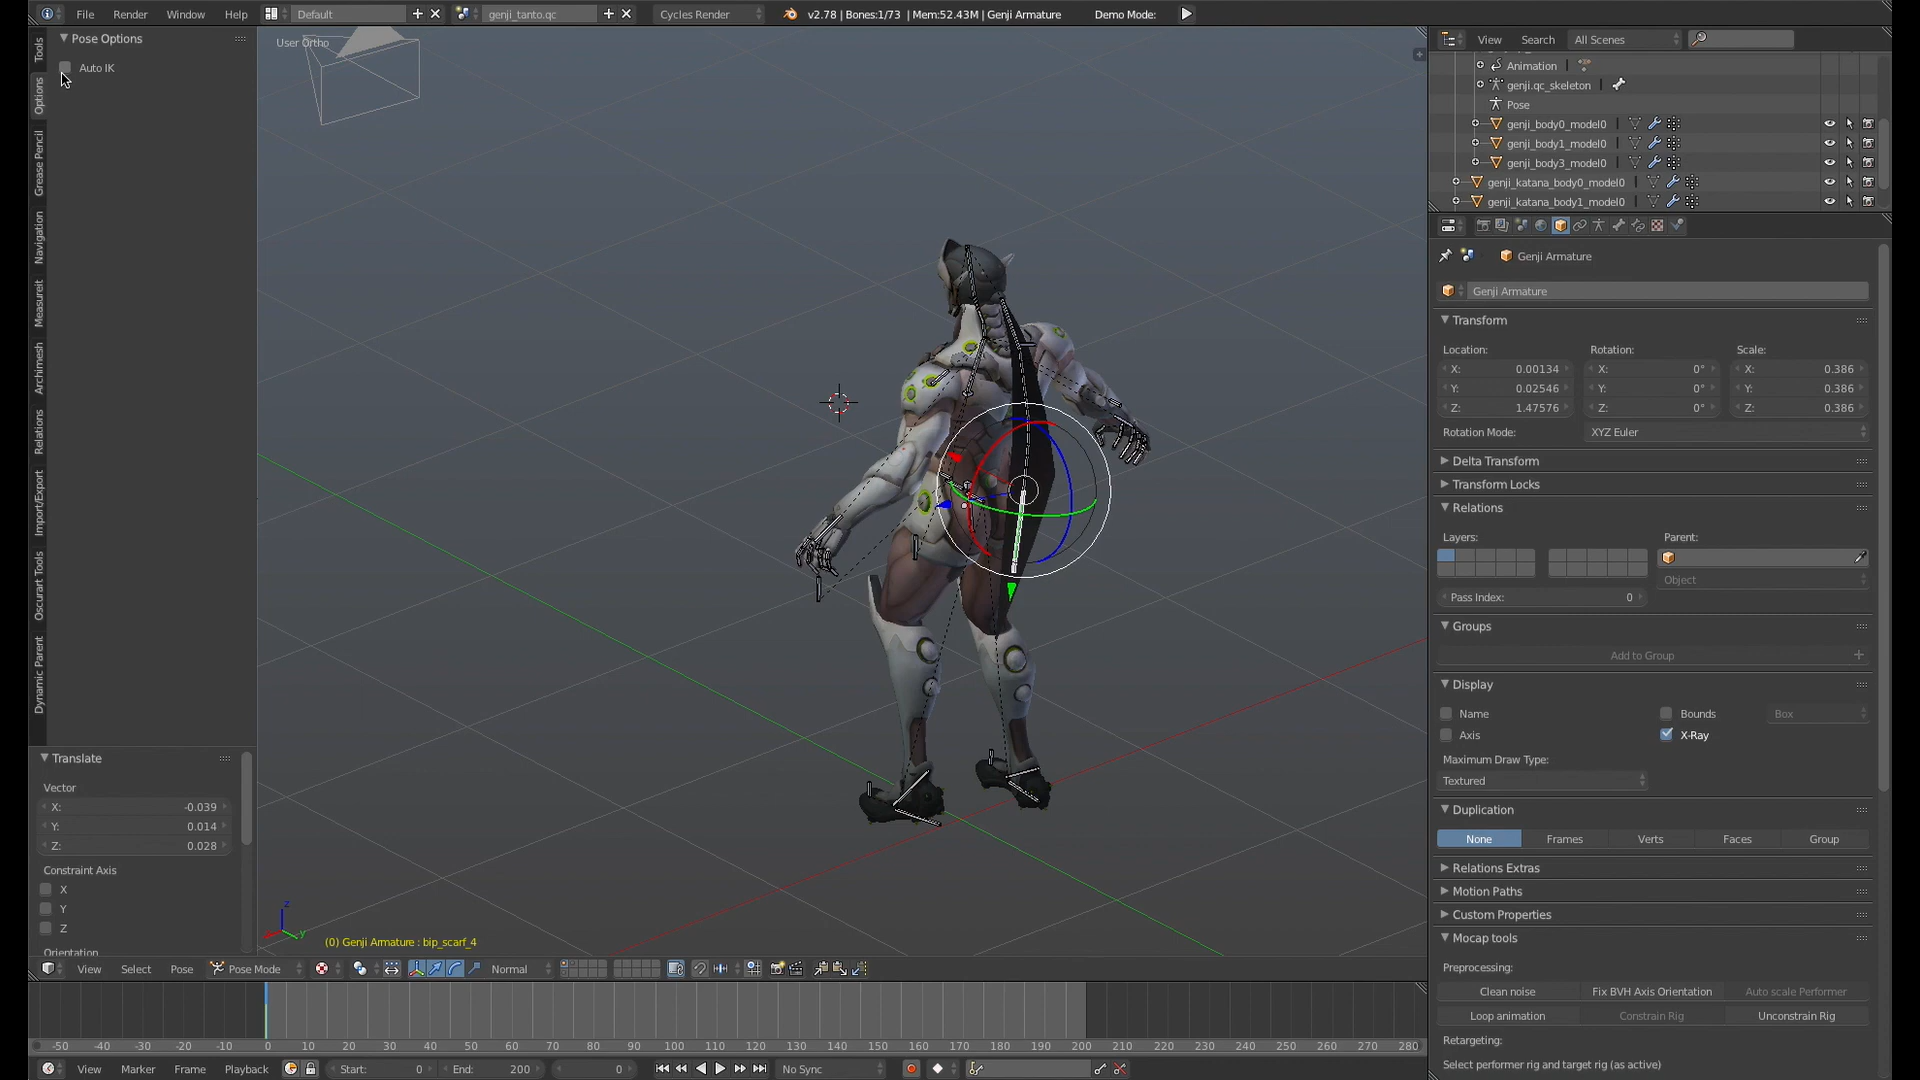 File
Render
Window
Help
Default
genji_tanto.qc
Cycles Render
v2.78 | Bones:1/73 | Mem:52.43M | Genji Armature
Demo Mode:
Tools
Options
Grease Pencil
Navigation
Measureit
Archimesh
Relations
Import/Export
Oscurart Tools
Dynamic Parent
Pose Options
Auto IK
User Ortho
Translate
Vector
X: -0.039
Y: 0.014
Z: 0.028
Constraint Axis
X
Y
Z
Orientation
z
y
(0) Genji Armature : bip_scarf_4
View
Select
Pose
Pose Mode
Normal
-50 -40 -30 -20 -10 0 10 20 30 40 50 60 70 80 90 100 110 120 130 140 150 160 170 180 190 200 210 220 230 240 250 260 270 280
View
Marker
Frame
Playback
Start: 0
End: 200
0
No Sync
View
Search
All Scenes
Animation
genji.qc_skeleton
Pose
genji_body0_model0
genji_body1_model0
genji_body3_model0
genji_katana_body0_model0
genji_katana_body1_model0
Genji Armature
Genji Armature
Transform
Location: Rotation: Scale:
X: 0.00134 X: 0° X: 0.386
Y: 0.02546 Y: 0° Y: 0.386
Z: 1.47576 Z: 0° Z: 0.386
Rotation Mode: XYZ Euler
Delta Transform
Transform Locks
Relations
Layers: Parent:
Object
Pass Index: 0
Groups
Add to Group
Display
Name Bounds Box
Axis X-Ray
Maximum Draw Type:
Textured
Duplication
None Frames Verts Faces Group
Relations Extras
Motion Paths
Custom Properties
Mocap tools
Preprocessing:
Clean noise Fix BVH Axis Orientation Auto scale Performer
Loop animation Constrain Rig Unconstrain Rig
Retargeting:
Select performer rig and target rig (as active)